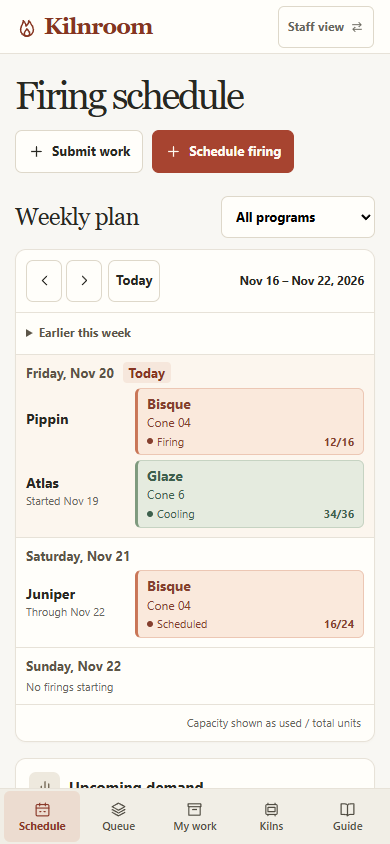 Kilnroom
Staff view
Firing schedule
Submit work
Schedule firing
Weekly plan
All programs
Today
Nov 16 – Nov 22, 2026
Earlier this week
Friday, Nov 20 Today
Pippin
Bisque
Cone 04
Firing 12/16
Atlas
Started Nov 19
Glaze
Cone 6
Cooling 34/36
Saturday, Nov 21
Juniper
Through Nov 22
Bisque
Cone 04
Scheduled 16/24
Sunday, Nov 22
No firings starting
Capacity shown as used / total units
Upcoming demand
Schedule
Queue
My work
Kilns
Guide